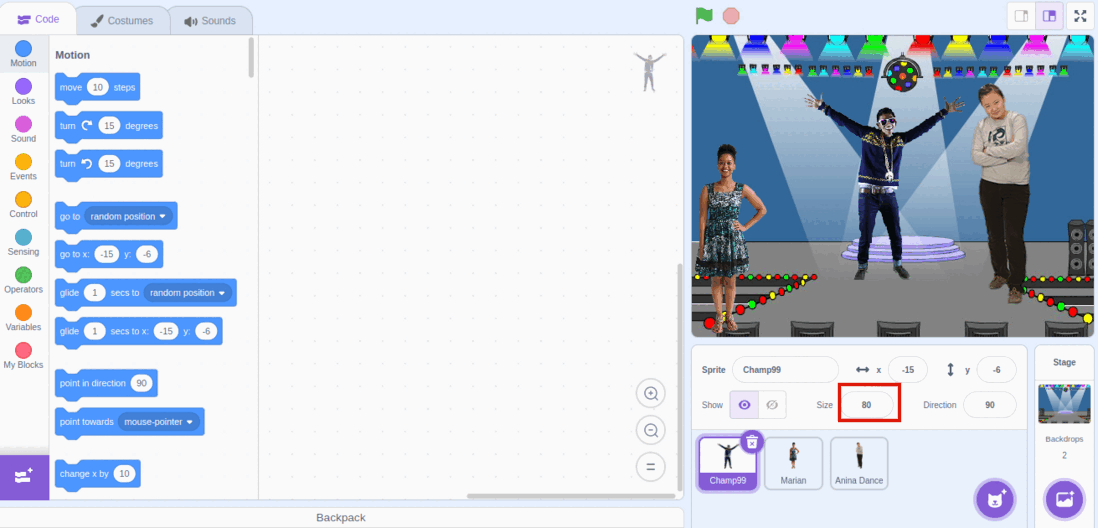 Code
Costumes
Sounds
Motion
Looks
Sound
Events
Control
Sensing
Operators
Variables
My Blocks
Motion
move 10 steps
turn 15 degrees
turn 15 degrees
go to random position
go to x: -15 y: -6
glide 1 secs to random position
glide 1 secs to x: -15 y: -6
point in direction 90
point towards mouse-pointer
change x by 10
Backpack
Sprite Champ99 x -15 y -6
Show Size 80 Direction 90
Champ99
Marian
Anina Dance
Stage
Backdrops
2